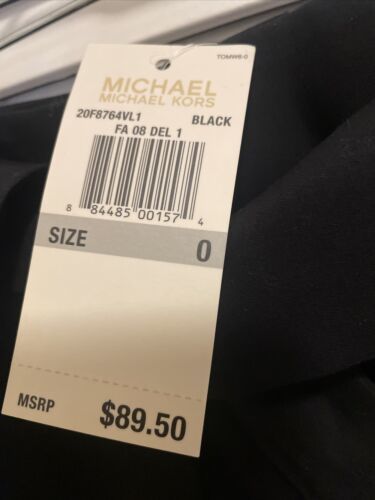 TOMW6-0
MICHAEL
MICHAEL KORS
20F8764VL1 BLACK
FA 08 DEL 1
8 84485 00157 4
SIZE 0
MSRP $89.50